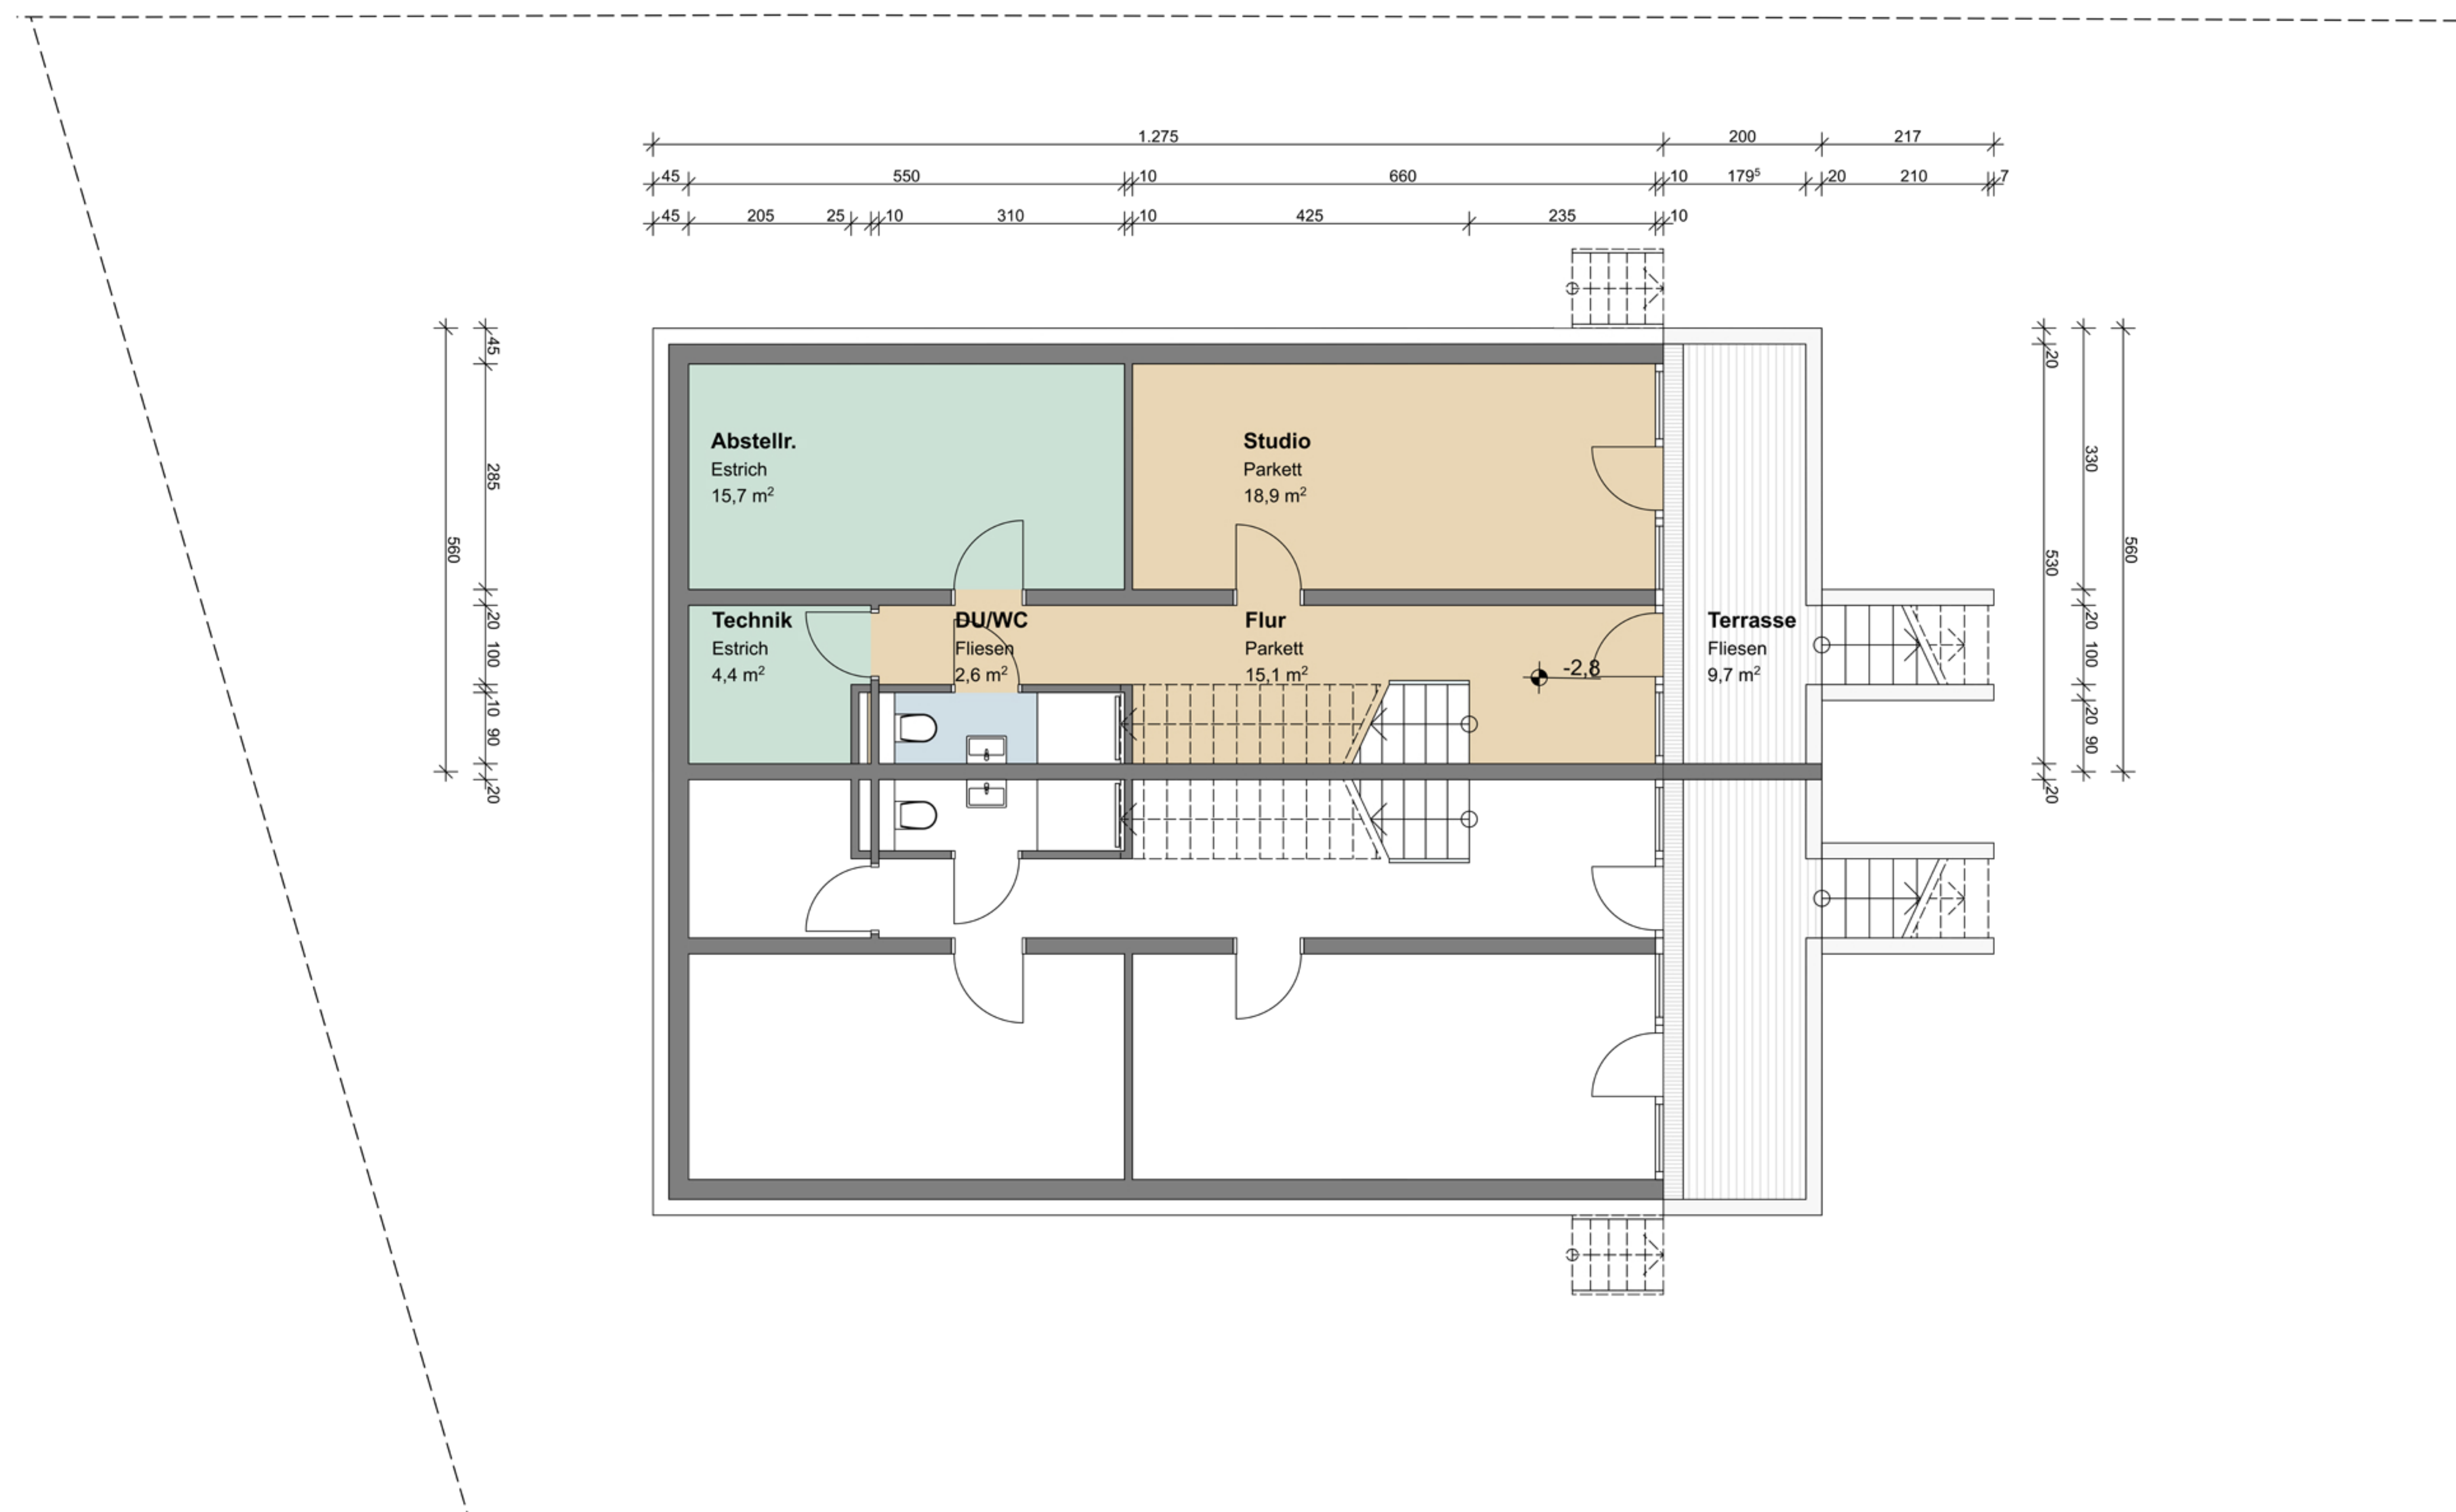 1.275 200 217
45 550 10 660 10 179⁵ 20 210 7
45 205 25 10 310 10 425 235 10
560
45 285 20 100 10 90 20
Abstellr.
Estrich
15,7 m²
Studio
Parkett
18,9 m²
Technik
Estrich
4,4 m²
DU/WC
Fliesen
2,6 m²
Flur
Parkett
15,1 m²
-2,8
Terrasse
Fliesen
9,7 m²
20 530 20
330 20 100 20 90
560